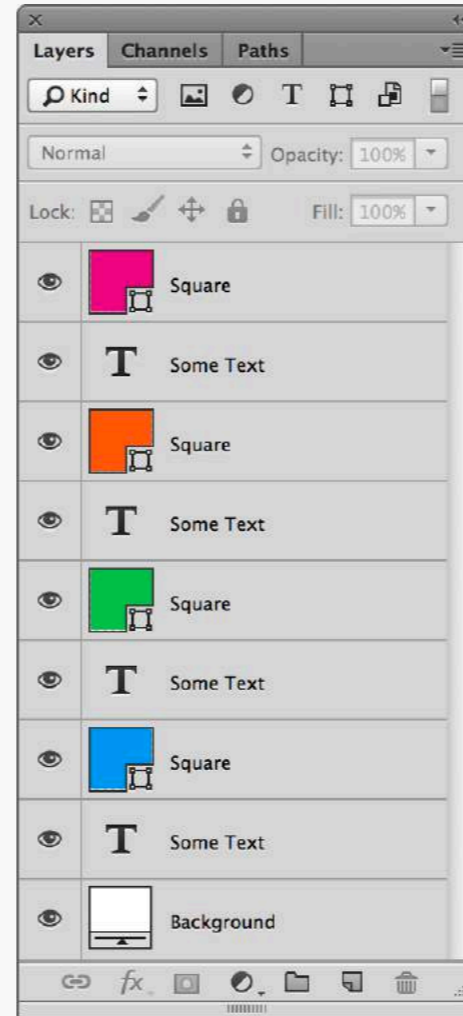 Layers Channels Paths
Kind T
Normal Opacity: 100%
Lock: Fill: 100%
Square
T Some Text
Square
T Some Text
Square
T Some Text
Square
T Some Text
Background
fx